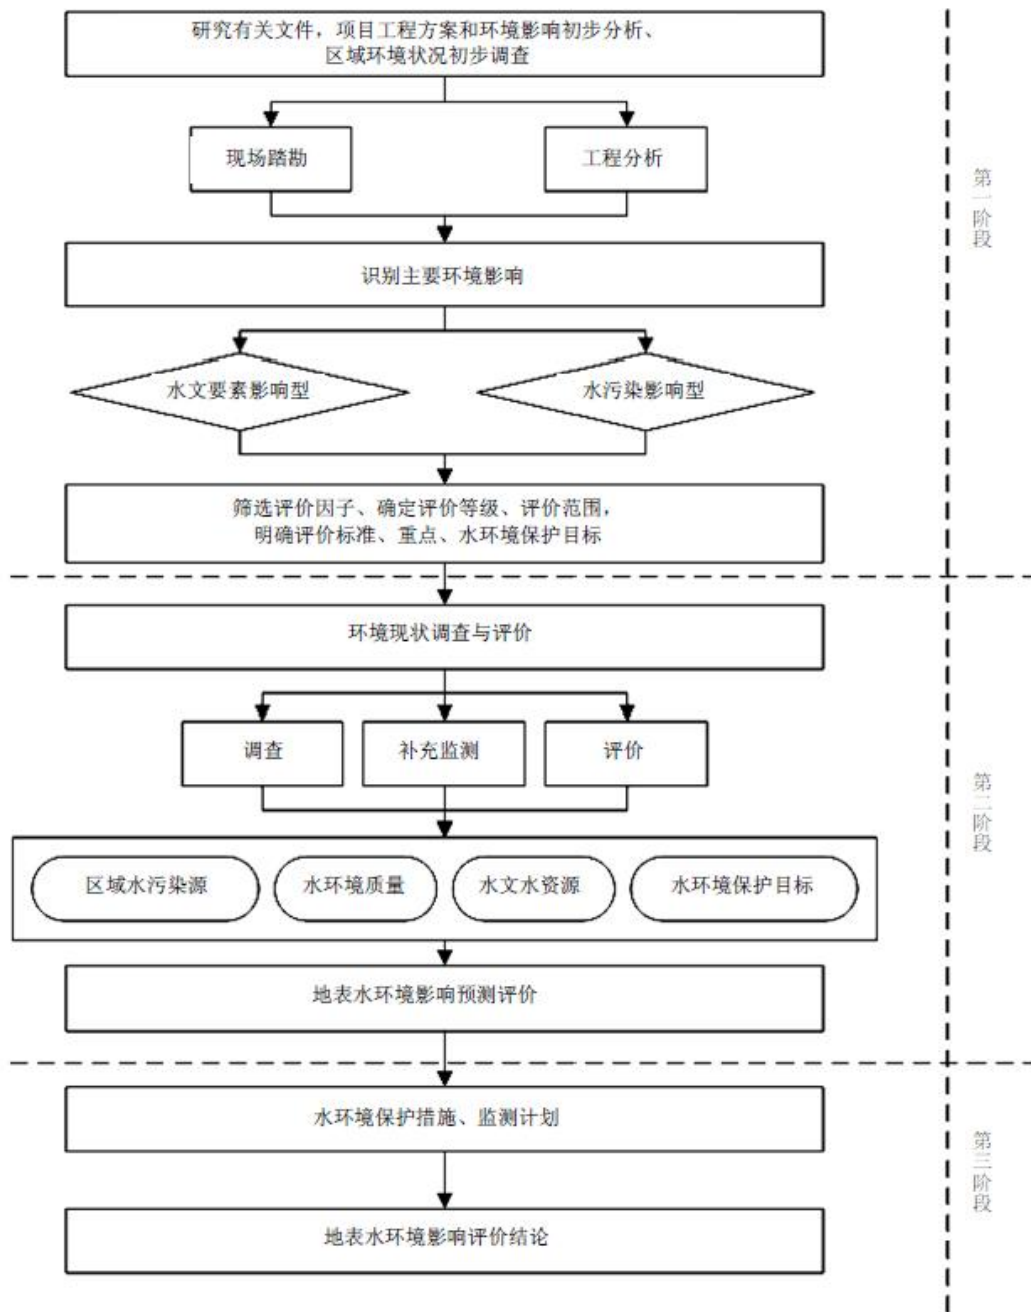 研究有关文件，项目工程方案和环境影响初步分析、
区域环境状况初步调查
现场踏勘
工程分析
第一阶段
识别主要环境影响
水文要素影响型
水污染影响型
筛选评价因子、确定评价等级、评价范围，
明确评价标准、重点、水环境保护目标
环境现状调查与评价
调查
补充监测
评价
第二阶段
区域水污染源
水环境质量
水文水资源
水环境保护目标
地表水环境影响预测评价
水环境保护措施、监测计划
第三阶段
地表水环境影响评价结论